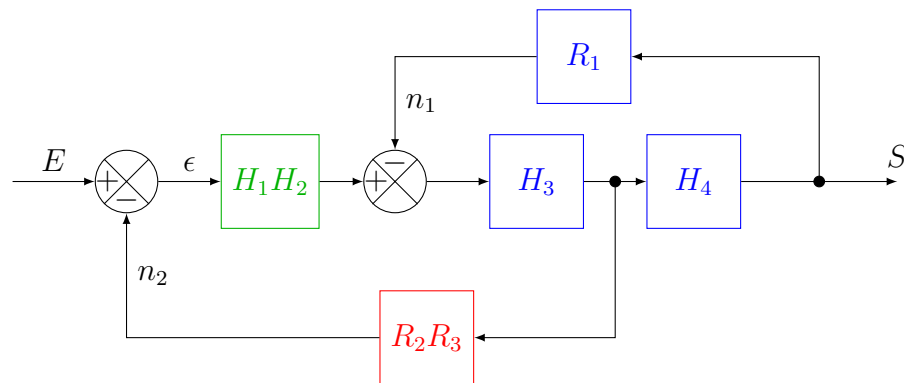 R₁
n₁
E
+
−
ϵ
H₁H₂
−
+
H₃
H₄
S
n₂
R₂R₃